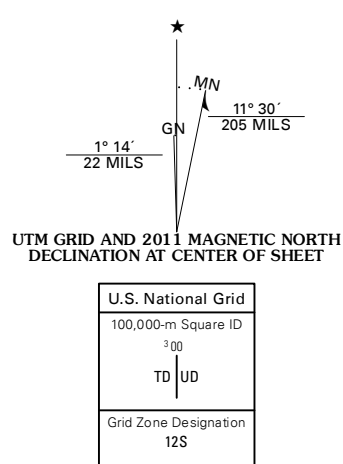 ★
MN
GN
11° 30´
205 MILS
1° 14´
22 MILS
UTM GRID AND 2011 MAGNETIC NORTH
DECLINATION AT CENTER OF SHEET
U.S. National Grid
100,000-m Square ID
³00
TD UD
Grid Zone Designation
12S